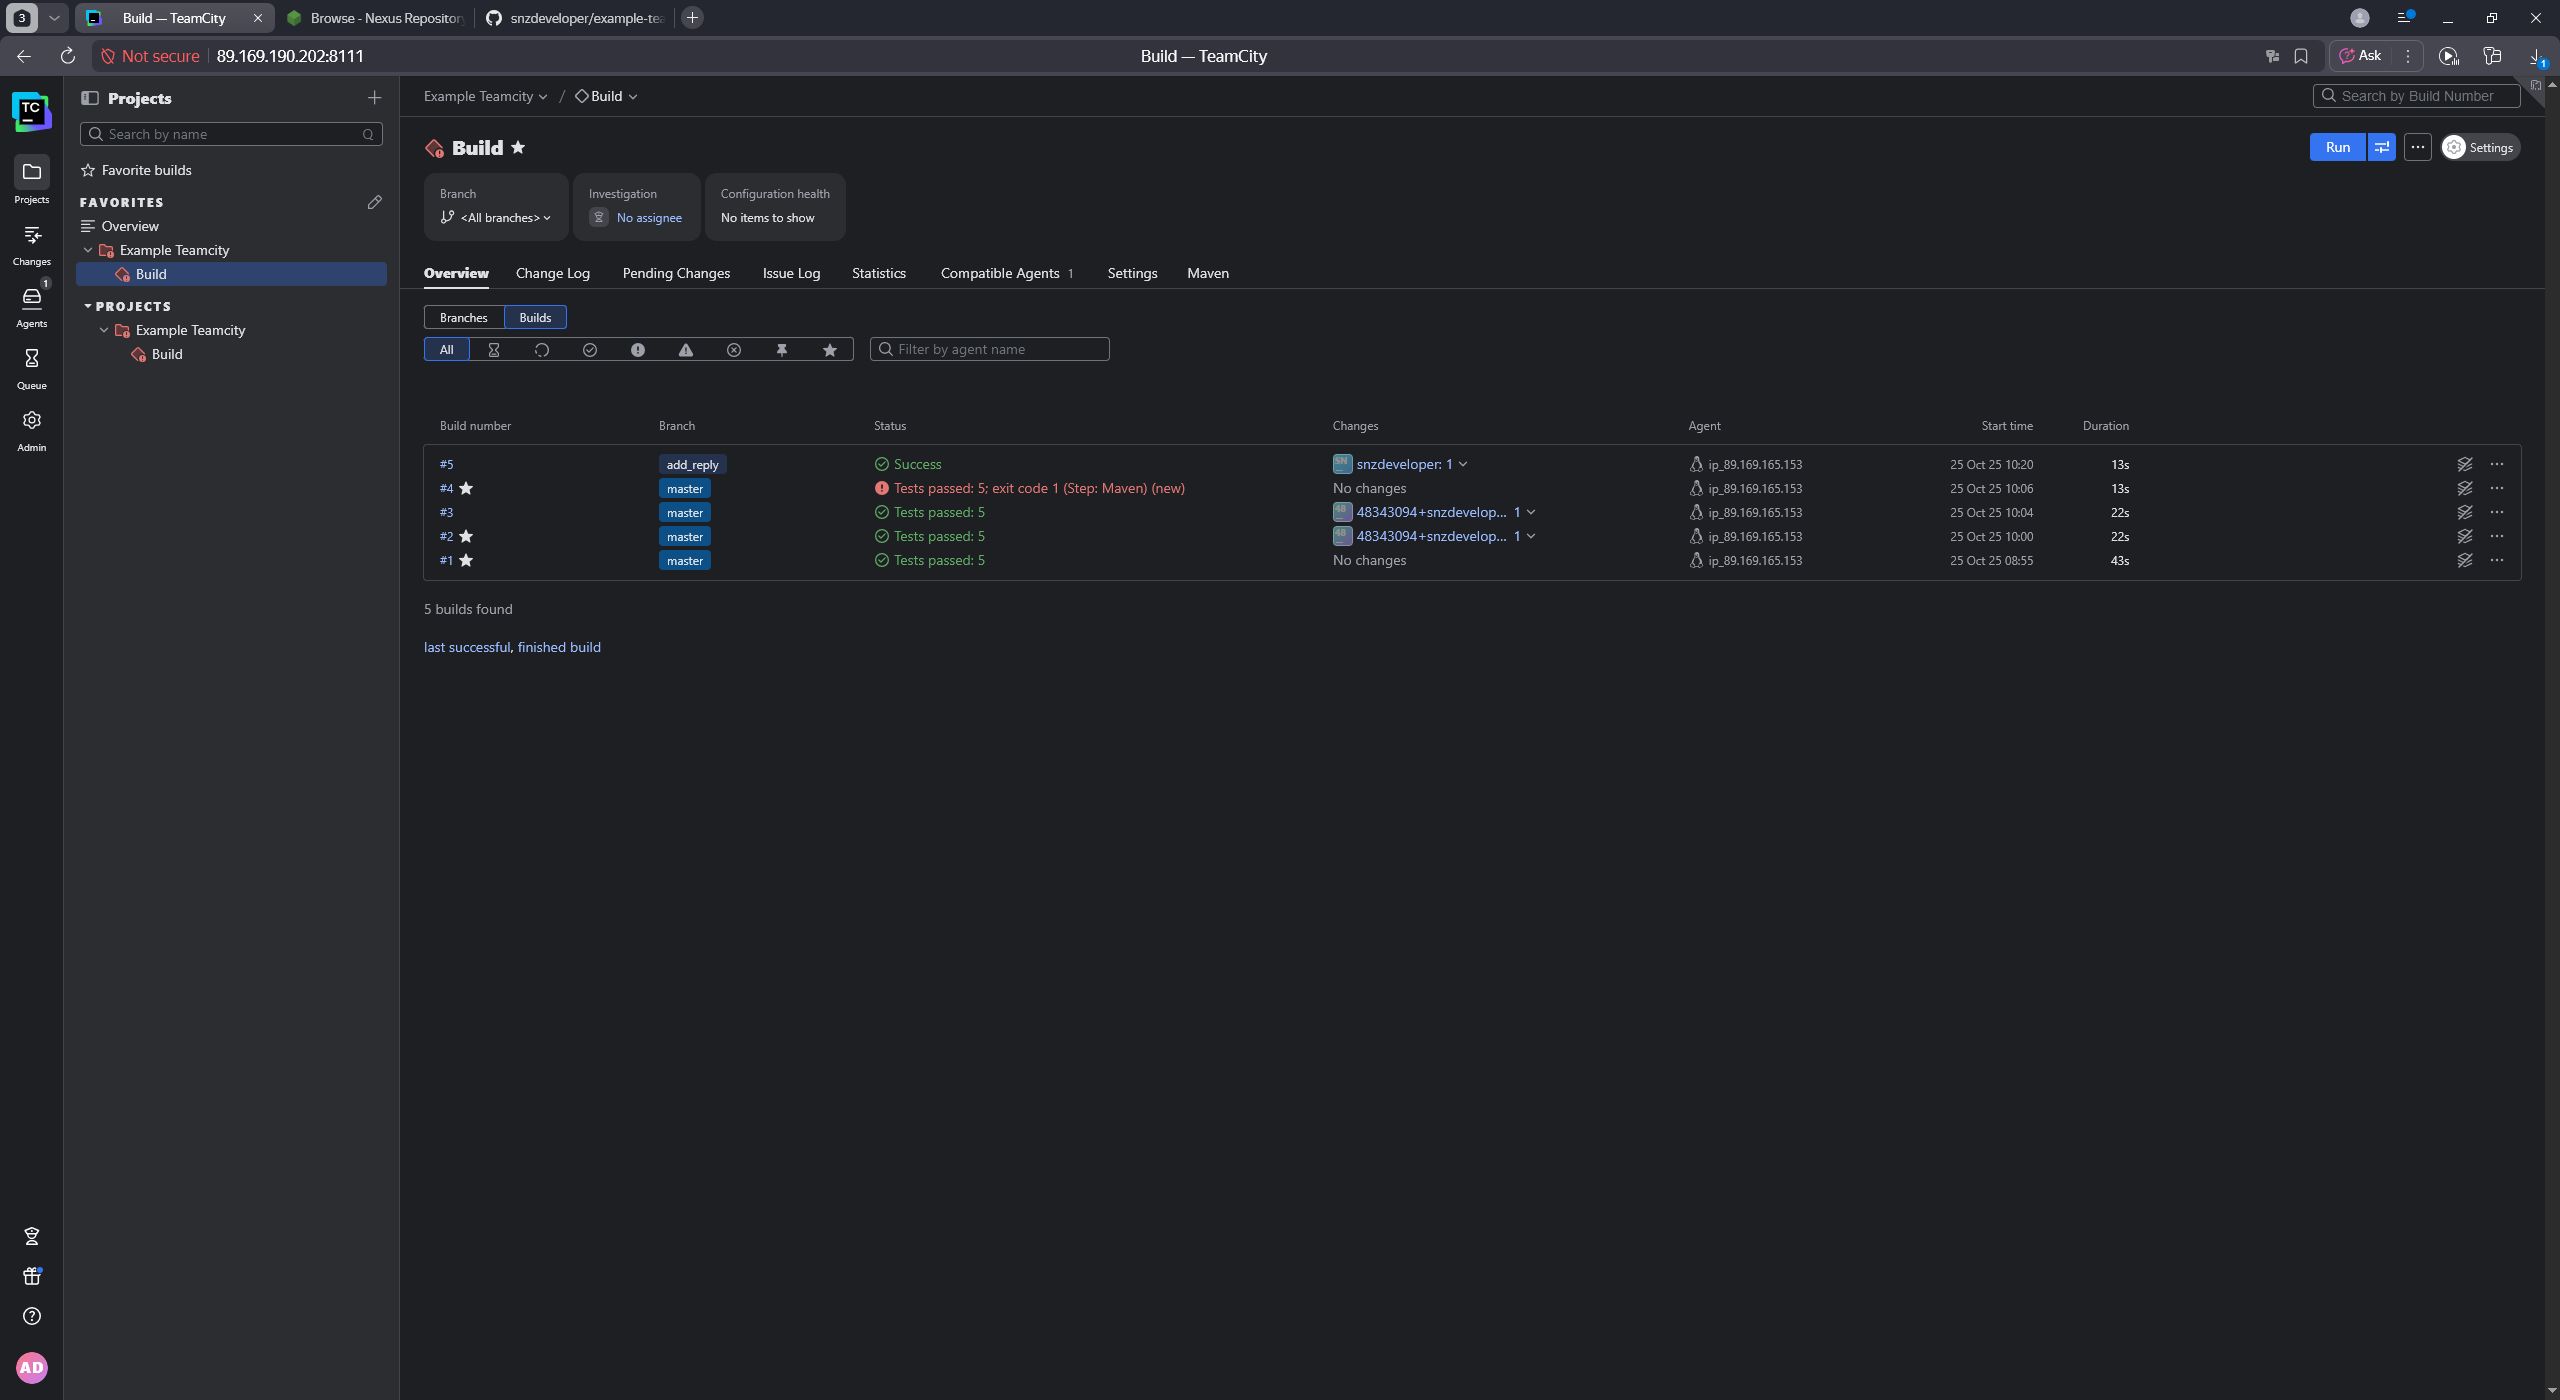 3
Build — TeamCity
Browse - Nexus Repository
snzdeveloper/example-tea
Not secure
89.169.190.202:8111
Build — TeamCity
Ask
1
TC
Projects
Example Teamcity / Build
Search by Build Number
Search by name
Q
Projects
Favorite builds
Build
Run
Settings
FAVORITES
Overview
Example Teamcity
Build
Changes
1
Agents
Queue
Admin
PROJECTS
Example Teamcity
Build
Branch
<All branches>
Investigation
No assignee
Configuration health
No items to show
Overview Change Log Pending Changes Issue Log Statistics Compatible Agents 1 Settings Maven
Branches Builds
All
Filter by agent name
Build number Branch Status Changes Agent Start time Duration
#5 add_reply Success SN snzdeveloper: 1 ip_89.169.165.153 25 Oct 25 10:20 13s
#4 master Tests passed: 5; exit code 1 (Step: Maven) (new) No changes ip_89.169.165.153 25 Oct 25 10:06 13s
#3 master Tests passed: 5 48 48343094+snzdevelop... 1 ip_89.169.165.153 25 Oct 25 10:04 22s
#2 master Tests passed: 5 48 48343094+snzdevelop... 1 ip_89.169.165.153 25 Oct 25 10:00 22s
#1 master Tests passed: 5 No changes ip_89.169.165.153 25 Oct 25 08:55 43s
5 builds found
last successful, finished build
AD